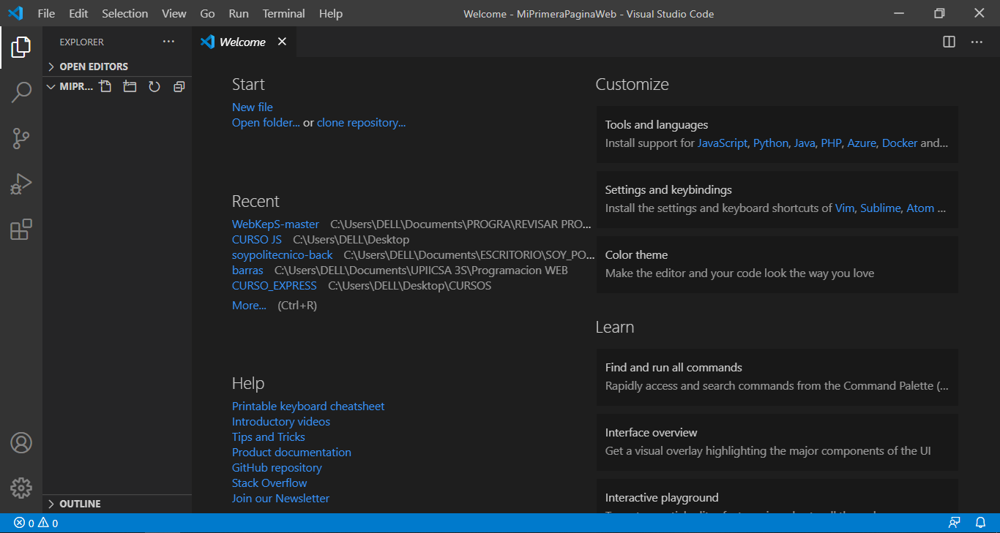 File Edit Selection View Go Run Terminal Help
Welcome - MiPrimeraPaginaWeb - Visual Studio Code
EXPLORER
OPEN EDITORS
MIPR...
OUTLINE
Welcome
Start
New file
Open folder... or clone repository...
Recent
WebKepS-master C:\Users\DELL\Documents\PROGRA\REVISAR PRO...
CURSO JS C:\Users\DELL\Desktop
soypolitecnico-back C:\Users\DELL\Documents\ESCRITORIO\SOY_PO...
barras C:\Users\DELL\Documents\UPIICSA 3S\Programacion WEB
CURSO_EXPRESS C:\Users\DELL\Desktop\CURSOS
More... (Ctrl+R)
Help
Printable keyboard cheatsheet
Introductory videos
Tips and Tricks
Product documentation
GitHub repository
Stack Overflow
Join our Newsletter
Customize
Tools and languages
Install support for JavaScript, Python, Java, PHP, Azure, Docker and...
Settings and keybindings
Install the settings and keyboard shortcuts of Vim, Sublime, Atom ...
Color theme
Make the editor and your code look the way you love
Learn
Find and run all commands
Rapidly access and search commands from the Command Palette (...
Interface overview
Get a visual overlay highlighting the major components of the UI
Interactive playground
0 0